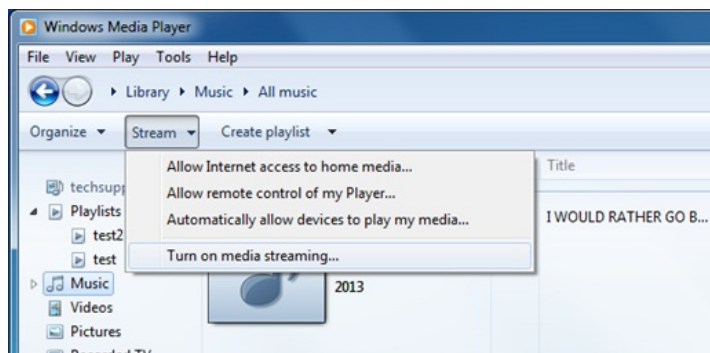 Windows Media Player
File View Play Tools Help
Library Music All music
Organize Stream Create playlist
Allow Internet access to home media...
Title
Allow remote control of my Player...
Automatically allow devices to play my media...
Turn on media streaming...
techsupp
Playlists
I WOULD RATHER GO B...
test2
test
Music
2013
Videos
Pictures
Recorded TV